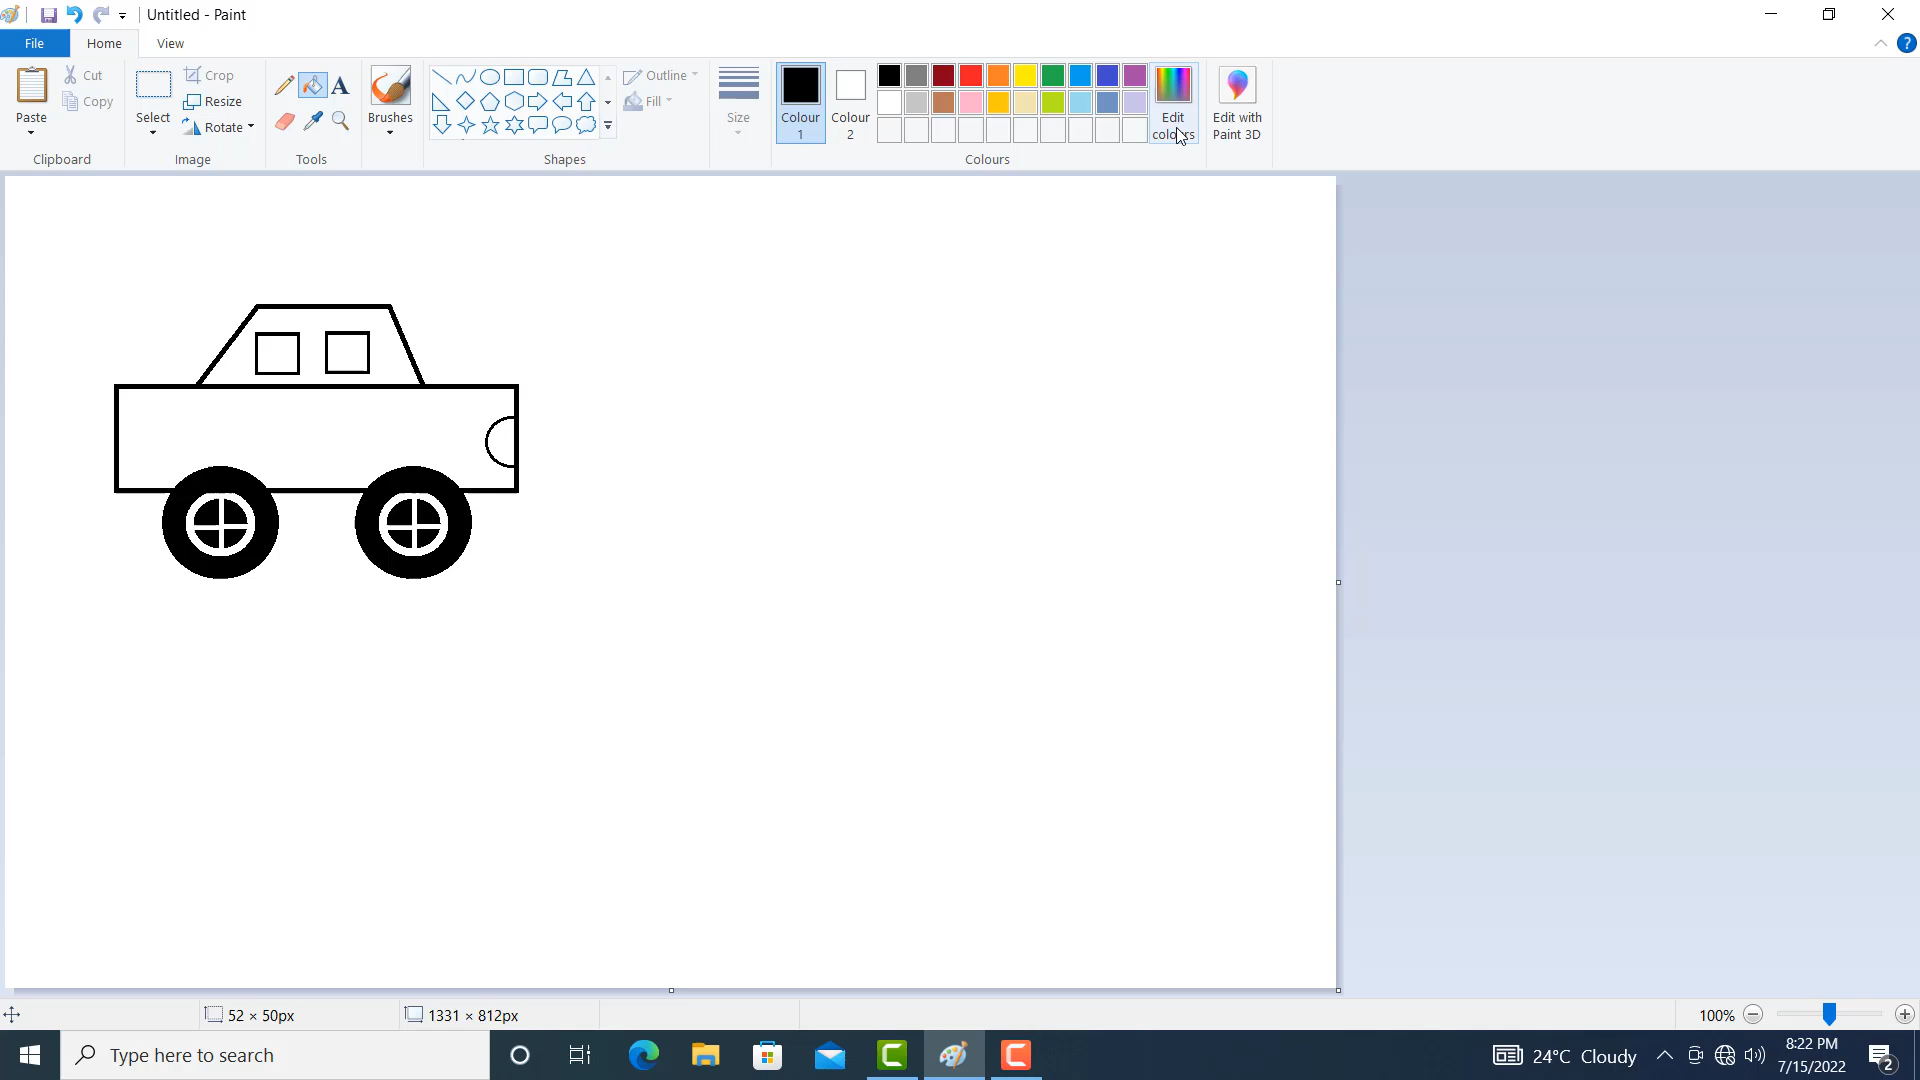 Untitled - Paint
File Home View ?
Paste Cut Copy
Select Crop Resize Rotate
A
Brushes
Outline Fill
Size
Colour 1
Colour 2
Edit colours
Edit with Paint 3D
Clipboard Image Tools Shapes Colours
52 × 50px 1331 × 812px 100%
Type here to search
24°C Cloudy
8:22 PM
7/15/2022
2